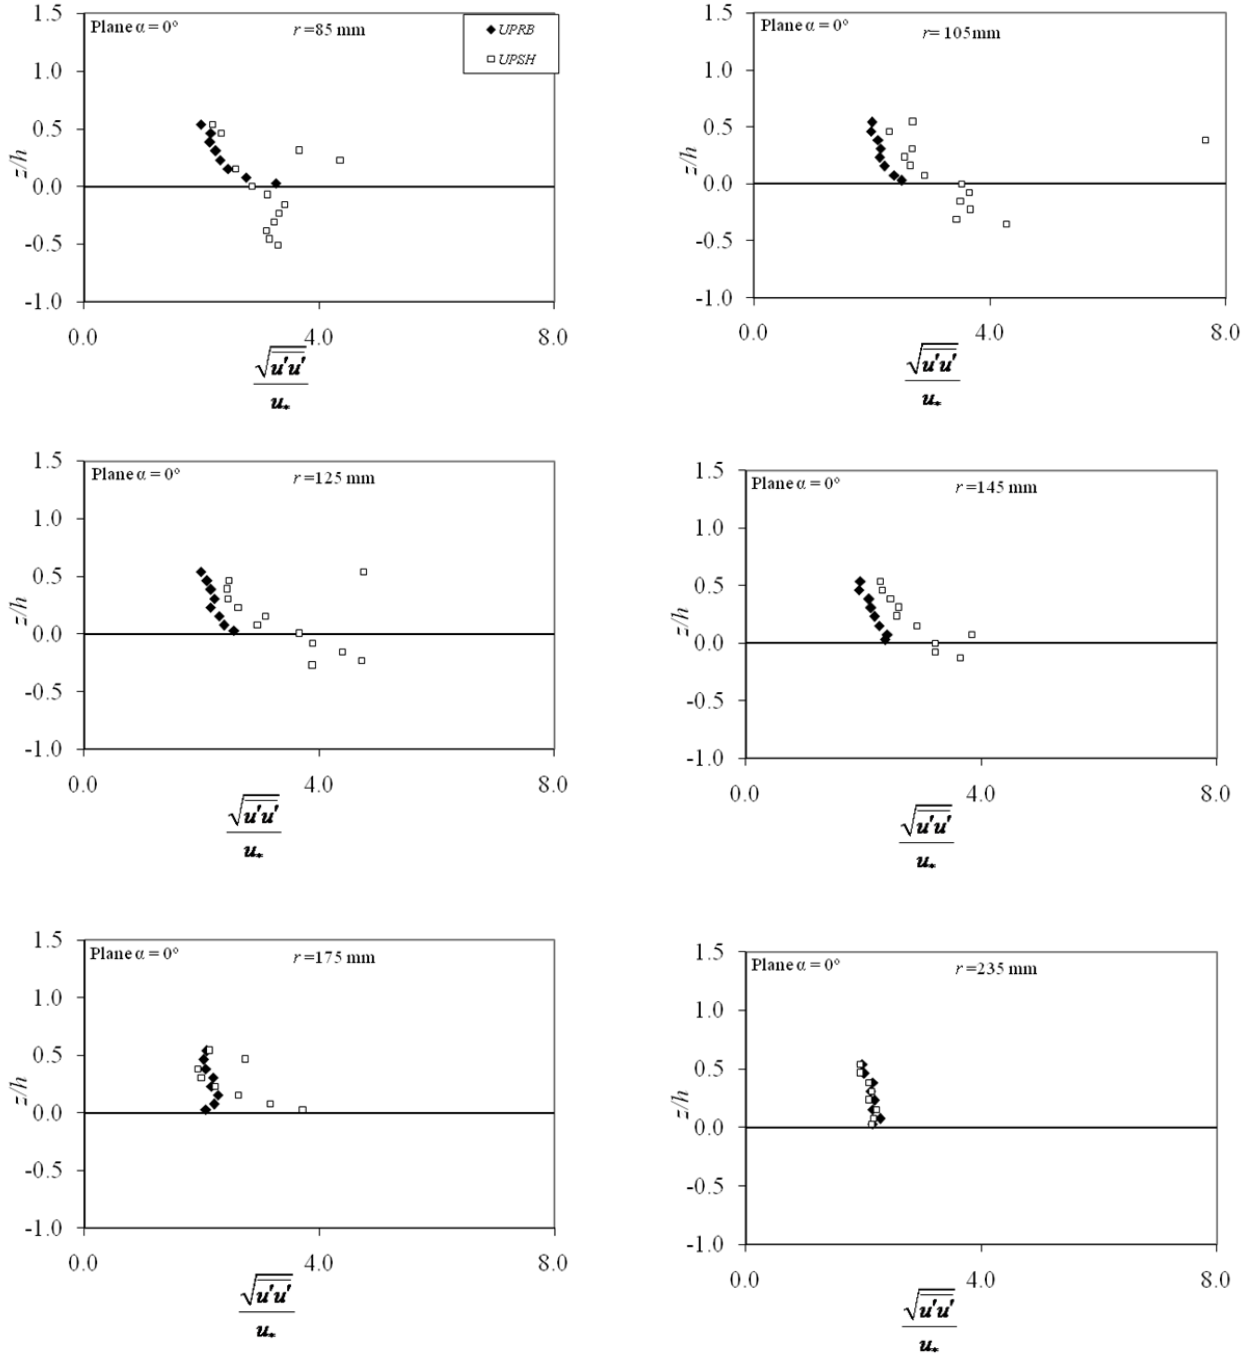 1.5
1.0
0.5
0.0
-0.5
-1.0
z/h
Plane α = 0°
r =85 mm
UPRB
UPSH
0.0 4.0 8.0
√u'u'
u*
1.5
1.0
0.5
0.0
-0.5
-1.0
z/h
Plane α = 0°
r= 105mm
0.0 4.0 8.0
√u'u'
u*
1.5
1.0
0.5
0.0
-0.5
-1.0
z/h
Plane α = 0°
r =125 mm
0.0 4.0 8.0
√u'u'
u*
1.5
1.0
0.5
0.0
-0.5
-1.0
z/h
Plane α = 0°
r =145 mm
0.0 4.0 8.0
√u'u'
u*
1.5
1.0
0.5
0.0
-0.5
-1.0
z/h
Plane α = 0°
r =175 mm
0.0 4.0 8.0
√u'u'
u*
1.5
1.0
0.5
0.0
-0.5
-1.0
z/h
Plane α = 0°
r =235 mm
0.0 4.0 8.0
√u'u'
u*